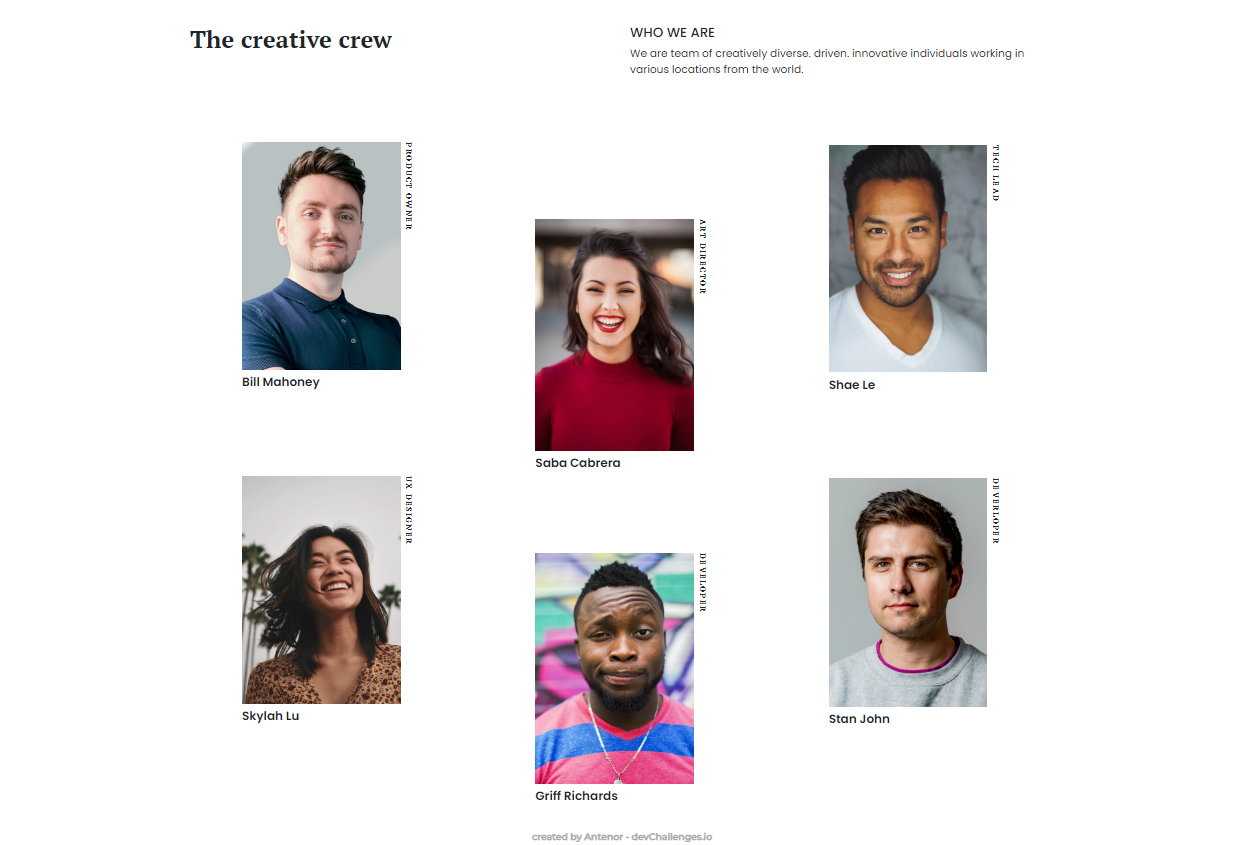 The creative crew
WHO WE ARE
We are team of creatively diverse. driven. innovative individuals working in
various locations from the world.
PRODUCT OWNER
Bill Mahoney
ART DIRECTOR
Saba Cabrera
TECH LEAD
Shae Le
UX DESIGNER
Skylah Lu
DEVELOPER
Griff Richards
DEVERLOPER
Stan John
created by Antenor - devChallenges.io